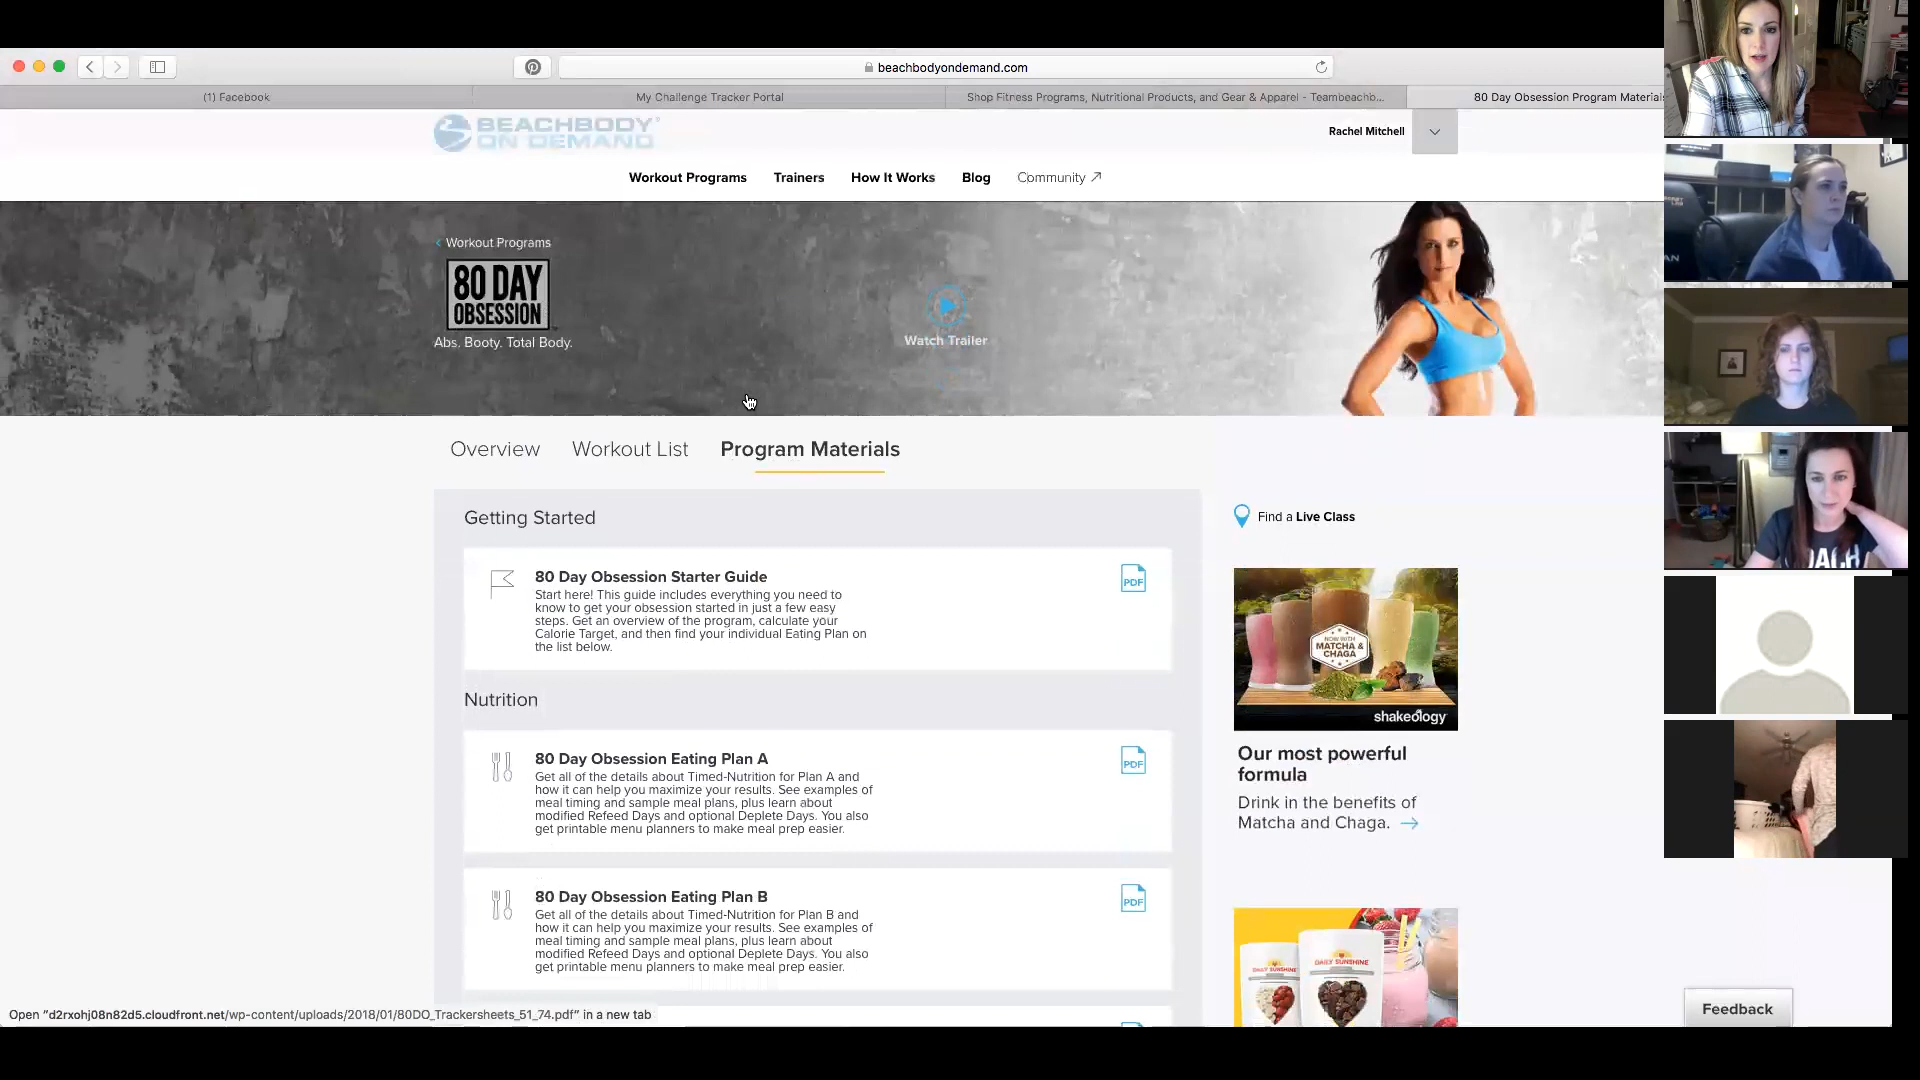 beachbodyondemand.com
(1) Facebook
My Challenge Tracker Portal
Shop Fitness Programs, Nutritional Products, and Gear & Apparel - Teambeachb...
80 Day Obsession Program Materials
BEACHBODY
ON DEMAND
Rachel Mitchell
Workout Programs
Trainers
How It Works
Blog
Community
Workout Programs
80 DAY
OBSESSION
Abs. Booty. Total Body.
Watch Trailer
Overview
Workout List
Program Materials
Getting Started
80 Day Obsession Starter Guide
PDF
Start here! This guide includes everything you need to
know to get your obsession started in just a few easy
steps. Get an overview of the program, calculate your
Calorie Target, and then find your individual Eating Plan on
the list below.
Nutrition
80 Day Obsession Eating Plan A
PDF
Get all of the details about Timed-Nutrition for Plan A and
how it can help you maximize your results. See examples of
meal timing and sample meal plans, plus learn about
modified Refeed Days and optional Deplete Days. You also
get printable menu planners to make meal prep easier.
80 Day Obsession Eating Plan B
PDF
Get all of the details about Timed-Nutrition for Plan B and
how it can help you maximize your results. See examples of
meal timing and sample meal plans, plus learn about
modified Refeed Days and optional Deplete Days. You also
get printable menu planners to make meal prep easier.
Find a Live Class
NOW WITH
MATCHA &
CHAGA
shakeology
Our most powerful
formula
Drink in the benefits of
Matcha and Chaga.
DAILY SUNSHINE
DAILY SUNSHINE
Feedback
Open "d2rxohj08n82d5.cloudfront.net/wp-content/uploads/2018/01/80DO_Trackersheets_51_74.pdf" in a new tab